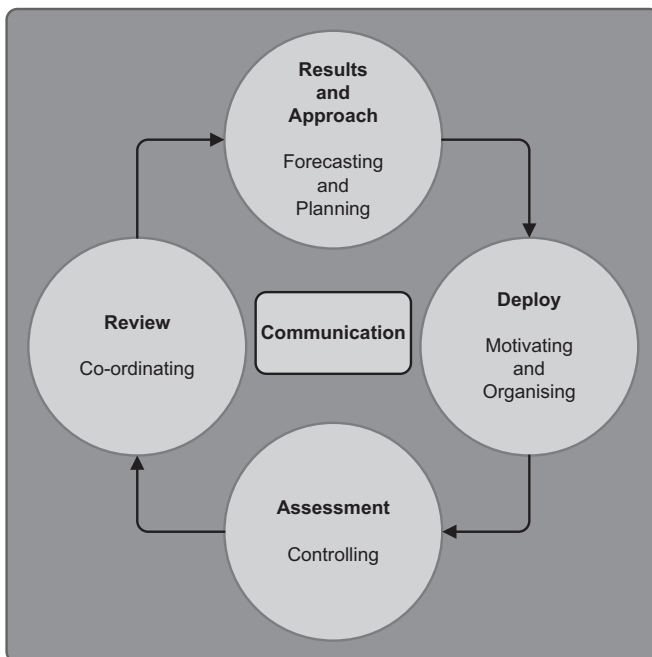 Results
and
Approach
Forecasting
and
Planning
Deploy
Motivating
and
Organising
Communication
Review
Co-ordinating
Assessment
Controlling